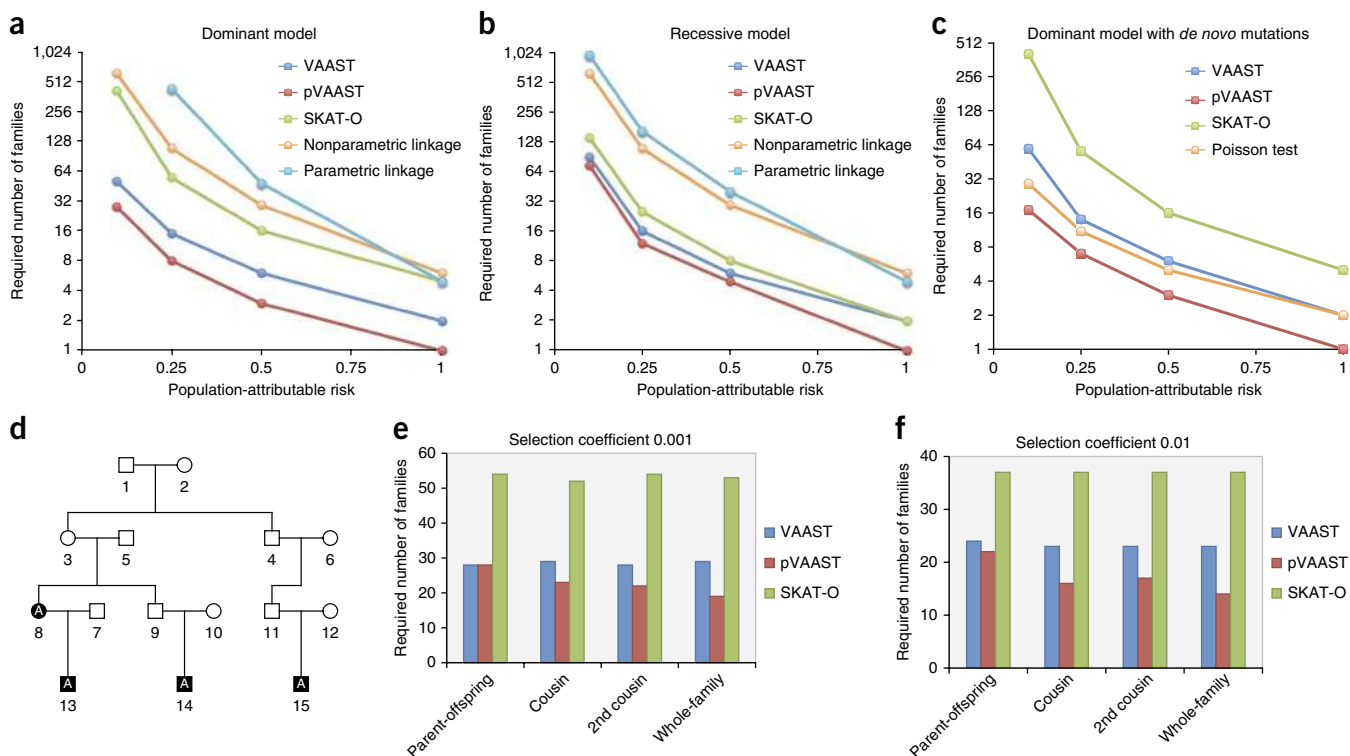 a
Dominant model
Required number of families
1,024
512
256
128
64
32
16
8
4
2
1
0 0.25 0.5 0.75 1
Population-attributable risk
VAAST
pVAAST
SKAT-O
Nonparametric linkage
Parametric linkage
b
Recessive model
Required number of families
1,024
512
256
128
64
32
16
8
4
2
1
0 0.25 0.5 0.75 1
Population-attributable risk
VAAST
pVAAST
SKAT-O
Nonparametric linkage
Parametric linkage
c
Dominant model with de novo mutations
Required number of families
512
256
128
64
32
16
8
4
2
1
0 0.25 0.5 0.75 1
Population-attributable risk
VAAST
pVAAST
SKAT-O
Poisson test
d
1 2
3 5 4 6
A
8 7 9 10 11 12
A A A
13 14 15
e
Selection coefficient 0.001
Required number of families
60
50
40
30
20
10
0
Parent-offspring
Cousin
2nd cousin
Whole-family
VAAST
pVAAST
SKAT-O
f
Selection coefficient 0.01
Required number of families
40
30
20
10
0
Parent-offspring
Cousin
2nd cousin
Whole-family
VAAST
pVAAST
SKAT-O